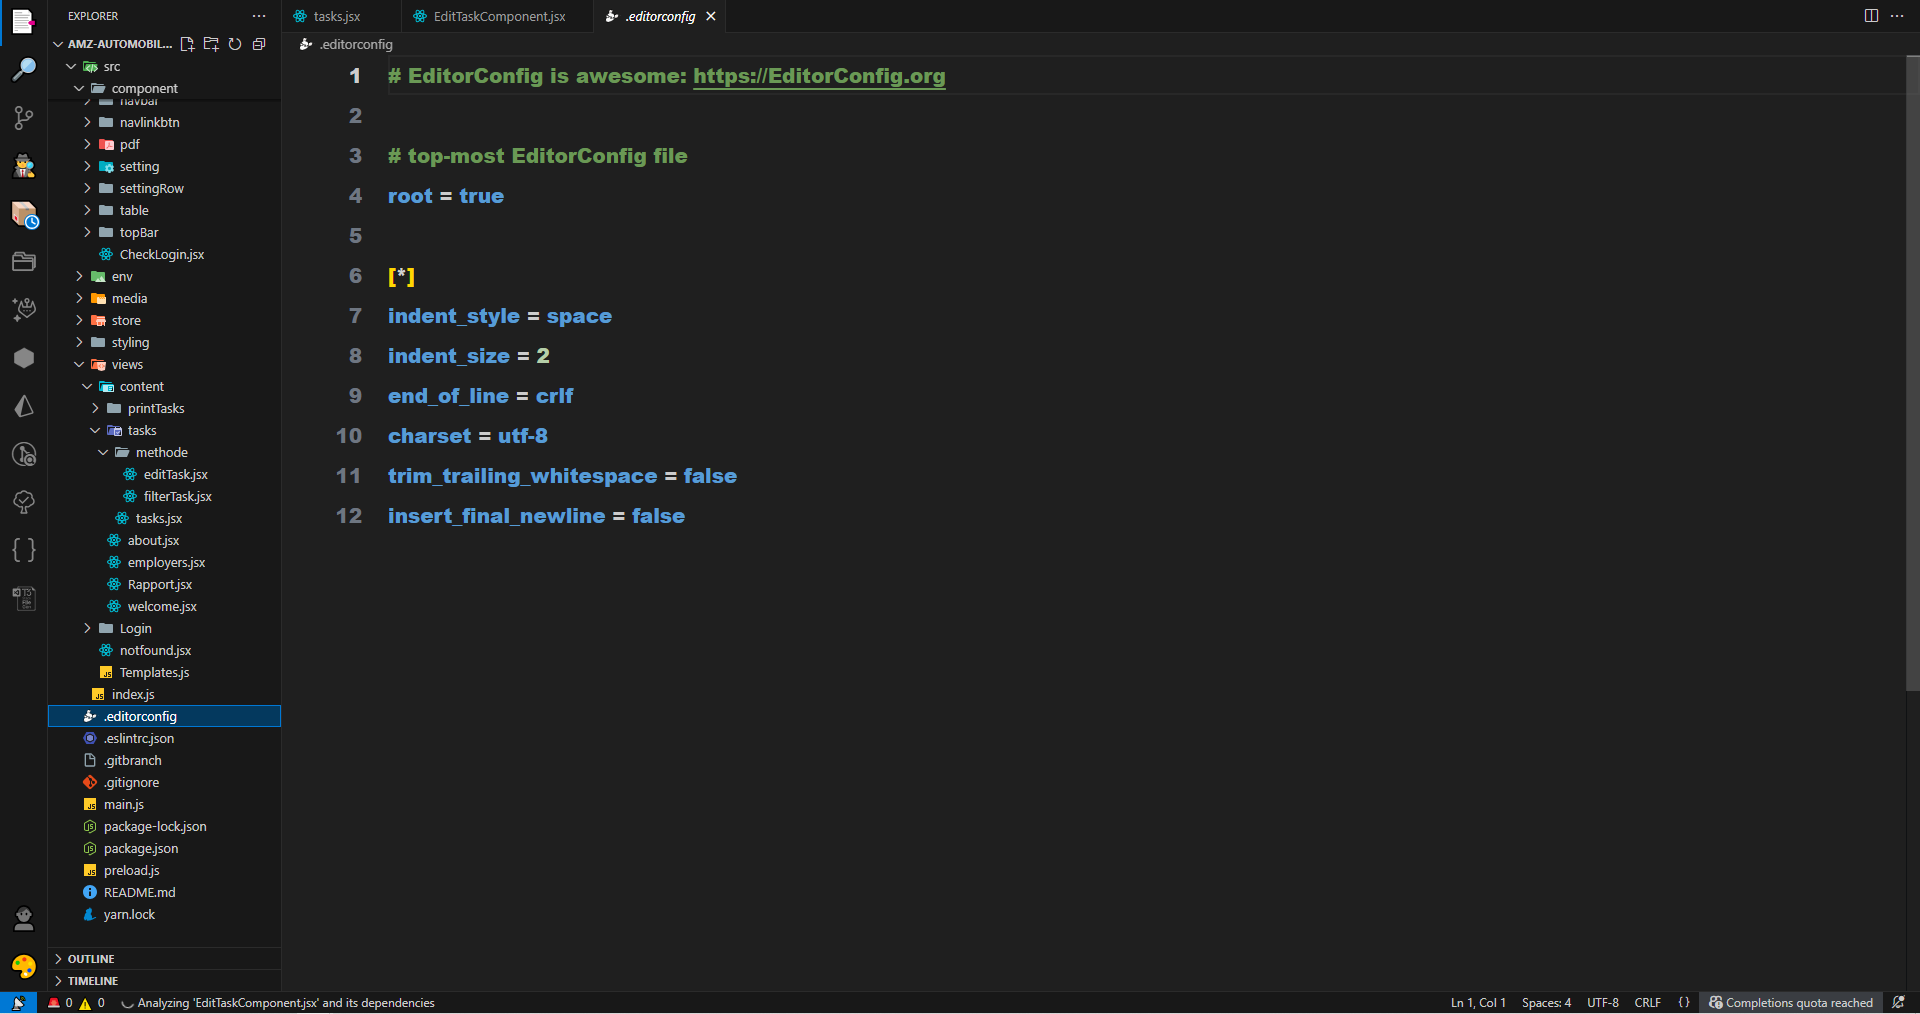 EXPLORER
AMZ-AUTOMOBIL...
src
component
navbar
navlinkbtn
pdf
setting
settingRow
table
topBar
CheckLogin.jsx
env
media
store
styling
views
content
printTasks
tasks
methode
editTask.jsx
filterTask.jsx
tasks.jsx
about.jsx
employers.jsx
Rapport.jsx
welcome.jsx
Login
notfound.jsx
Templates.js
index.js
.editorconfig
.eslintrc.json
.gitbranch
.gitignore
main.js
package-lock.json
package.json
preload.js
README.md
yarn.lock
OUTLINE
TIMELINE
tasks.jsx EditTaskComponent.jsx .editorconfig
.editorconfig
1 # EditorConfig is awesome: https://EditorConfig.org
2
3 # top-most EditorConfig file
4 root = true
5
6 [*]
7 indent_style = space
8 indent_size = 2
9 end_of_line = crlf
10 charset = utf-8
11 trim_trailing_whitespace = false
12 insert_final_newline = false
0 0 Analyzing 'EditTaskComponent.jsx' and its dependencies Ln 1, Col 1 Spaces: 4 UTF-8 CRLF {} Completions quota reached